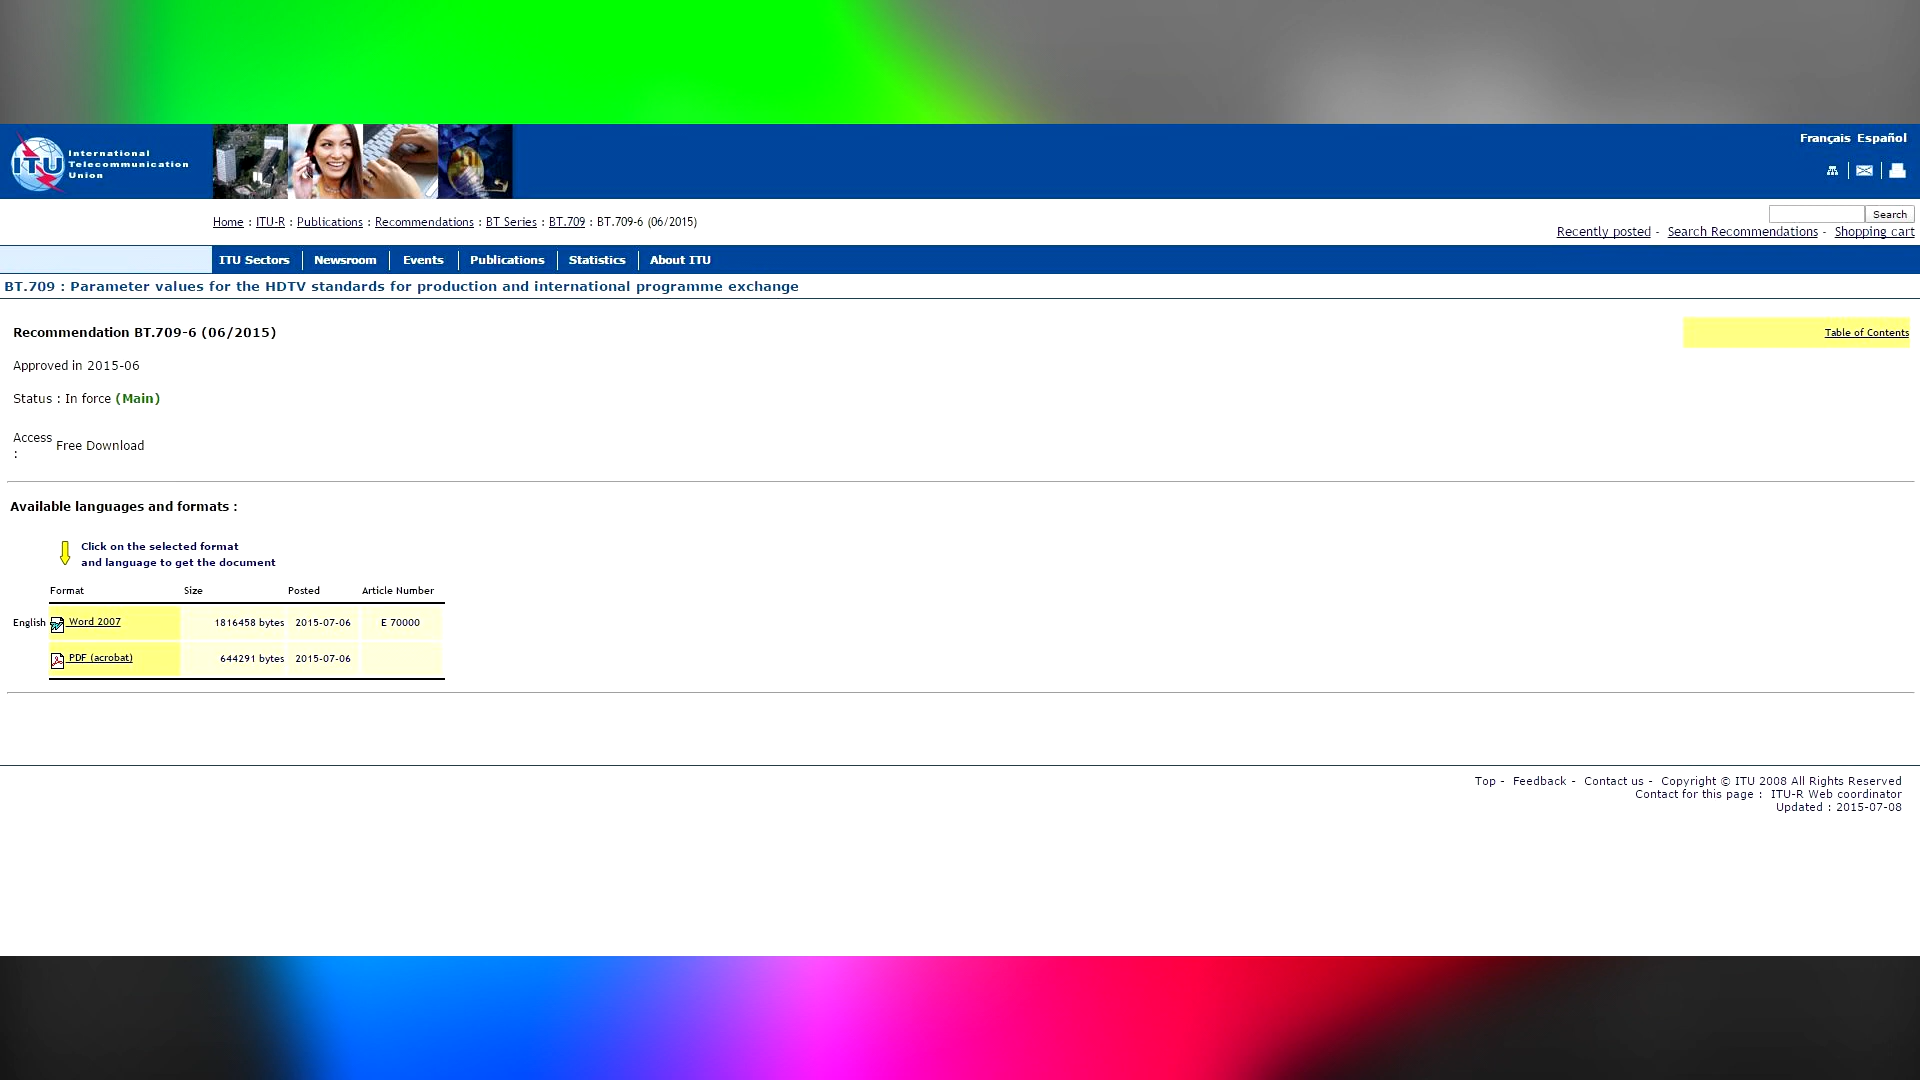 International
Telecommunication
Union
ITU
Français Español
Home : ITU-R : Publications : Recommendations : BT Series : BT.709 : BT.709-6 (06/2015)
Search
Recently posted - Search Recommendations - Shopping cart
ITU Sectors Newsroom Events Publications Statistics About ITU
BT.709 : Parameter values for the HDTV standards for production and international programme exchange
Recommendation BT.709-6 (06/2015)
Table of Contents
Approved in 2015-06
Status : In force (Main)
Access
:
Free Download
Available languages and formats :
Click on the selected format
and language to get the document
Format Size Posted Article Number
English Word 2007 1816458 bytes 2015-07-06 E 70000
PDF (acrobat) 644291 bytes 2015-07-06
Top - Feedback - Contact us - Copyright © ITU 2008 All Rights Reserved
Contact for this page : ITU-R Web coordinator
Updated : 2015-07-08